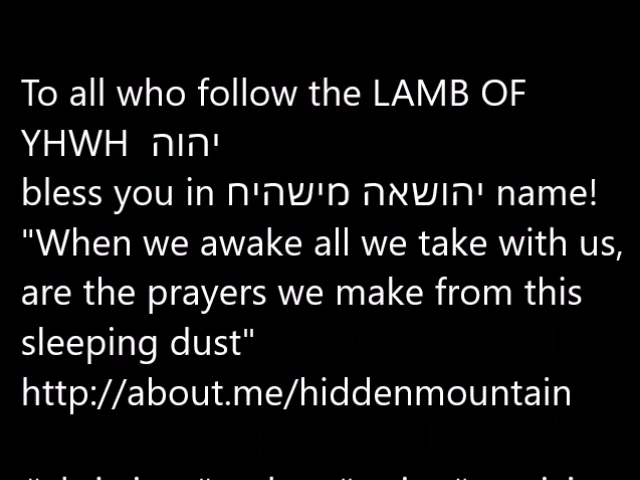 To all who follow the LAMB OF
YHWH יהוה
bless you in יהושאה מישהיח name!
"When we awake all we take with us,
are the prayers we make from this
sleeping dust"
http://about.me/hiddenmountain